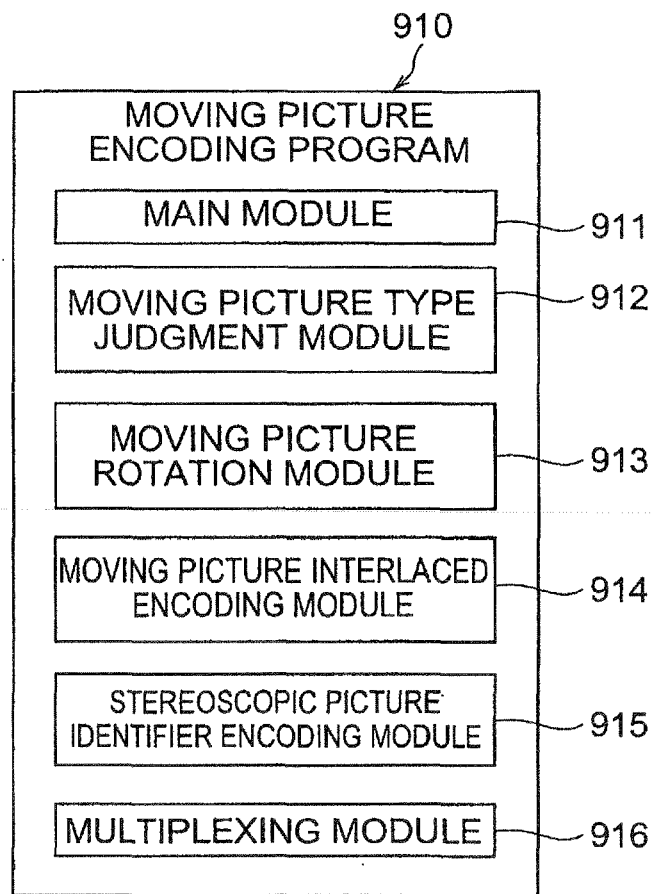 910
MOVING PICTURE
ENCODING PROGRAM
MAIN MODULE
911
MOVING PICTURE TYPE
JUDGMENT MODULE
912
MOVING PICTURE
ROTATION MODULE
913
MOVING PICTURE INTERLACED
ENCODING MODULE
914
STEREOSCOPIC PICTURE
IDENTIFIER ENCODING MODULE
915
MULTIPLEXING MODULE
916